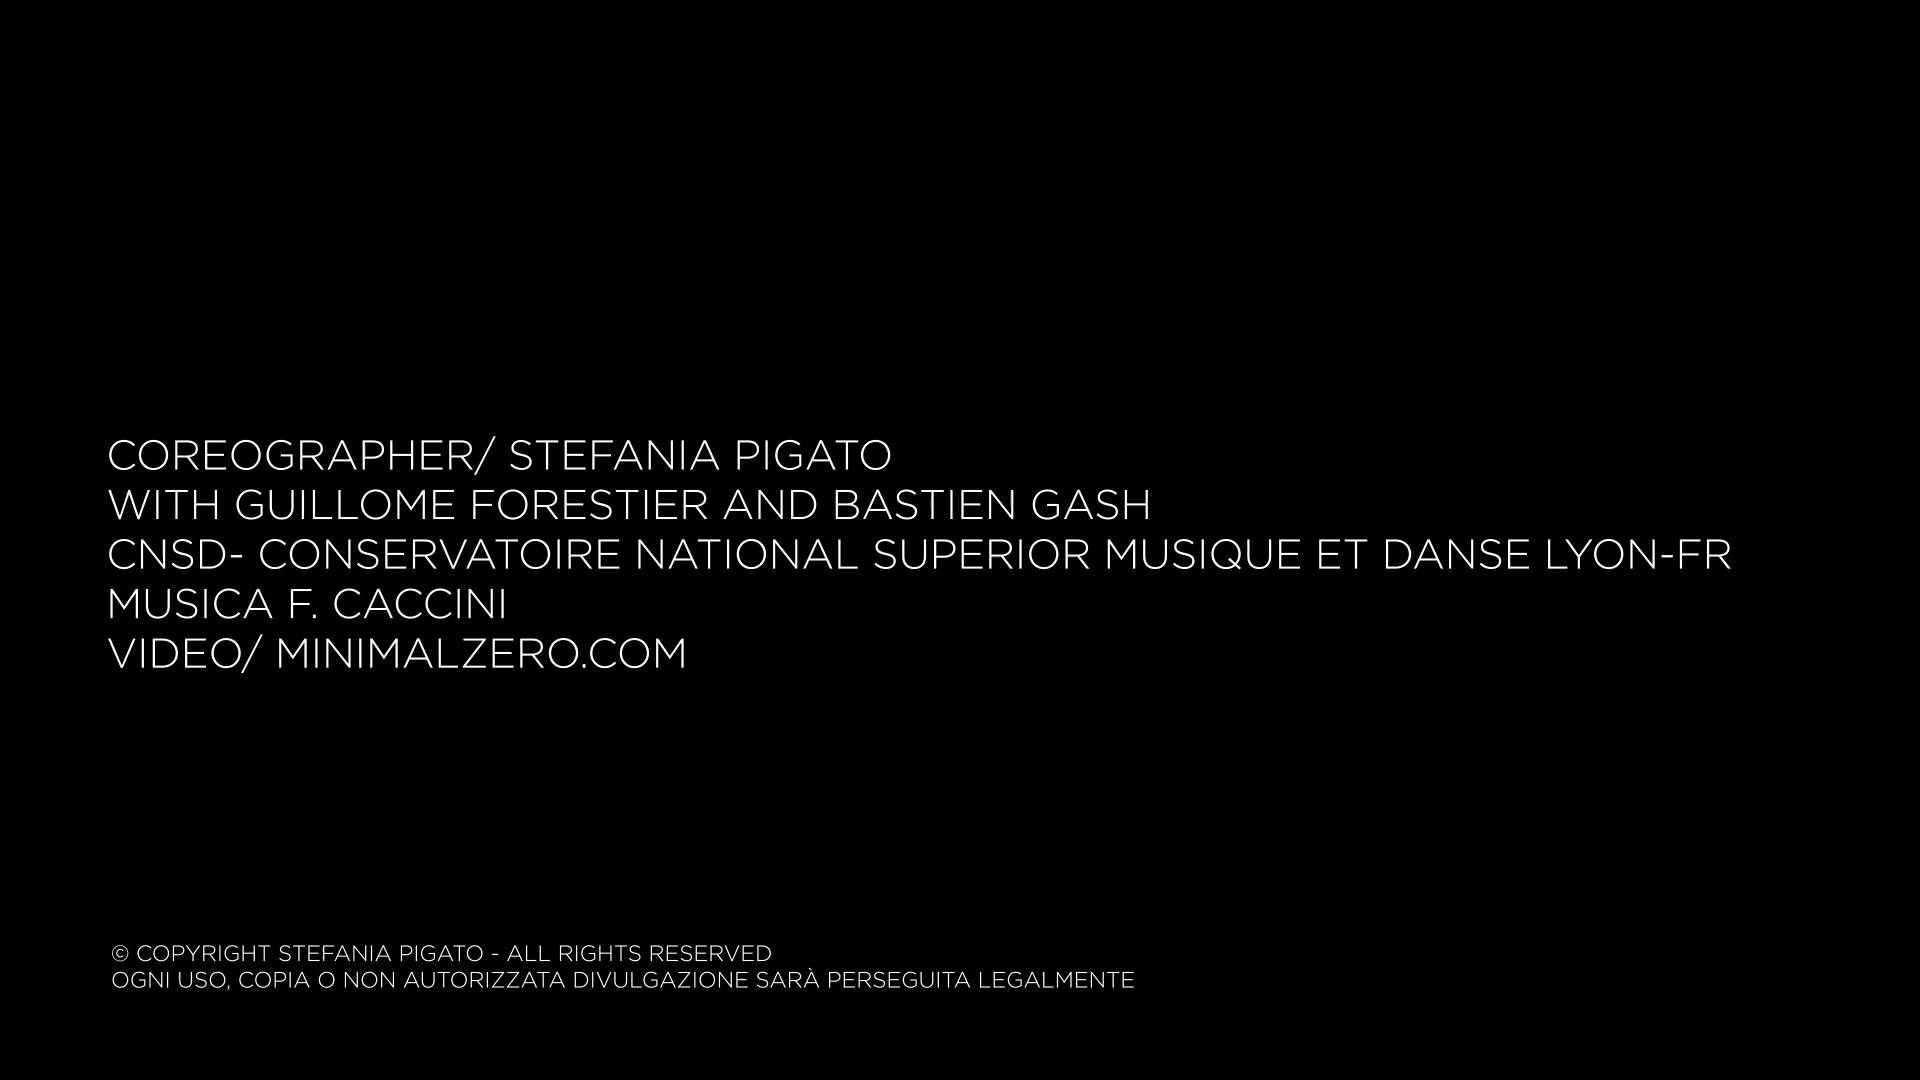 COREOGRAPHER/ STEFANIA PIGATO
WITH GUILLOME FORESTIER AND BASTIEN GASH
CNSD- CONSERVATOIRE NATIONAL SUPERIOR MUSIQUE ET DANSE LYON-FR
MUSICA F. CACCINI
VIDEO/ MINIMALZERO.COM
© COPYRIGHT STEFANIA PIGATO - ALL RIGHTS RESERVED
OGNI USO, COPIA O NON AUTORIZZATA DIVULGAZIONE SARÀ PERSEGUITA LEGALMENTE